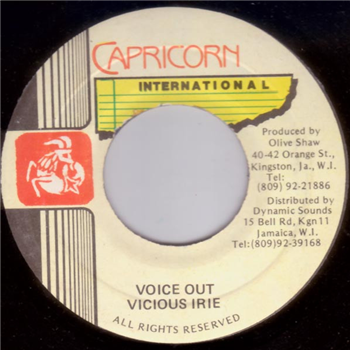 CAPRICORN
INTERNATIONAL
Produced by
Olive Shaw
40-42 Orange St.,
Kingston, Ja., W.I.
Tel:
(809) 92-21886
Distributed by
Dynamic Sounds
15 Bell Rd, Kgn 11
Jamaica, W.I.
Tel:(809)92-39168
VOICE OUT
VICIOUS IRIE
ALL RIGHTS RESERVED